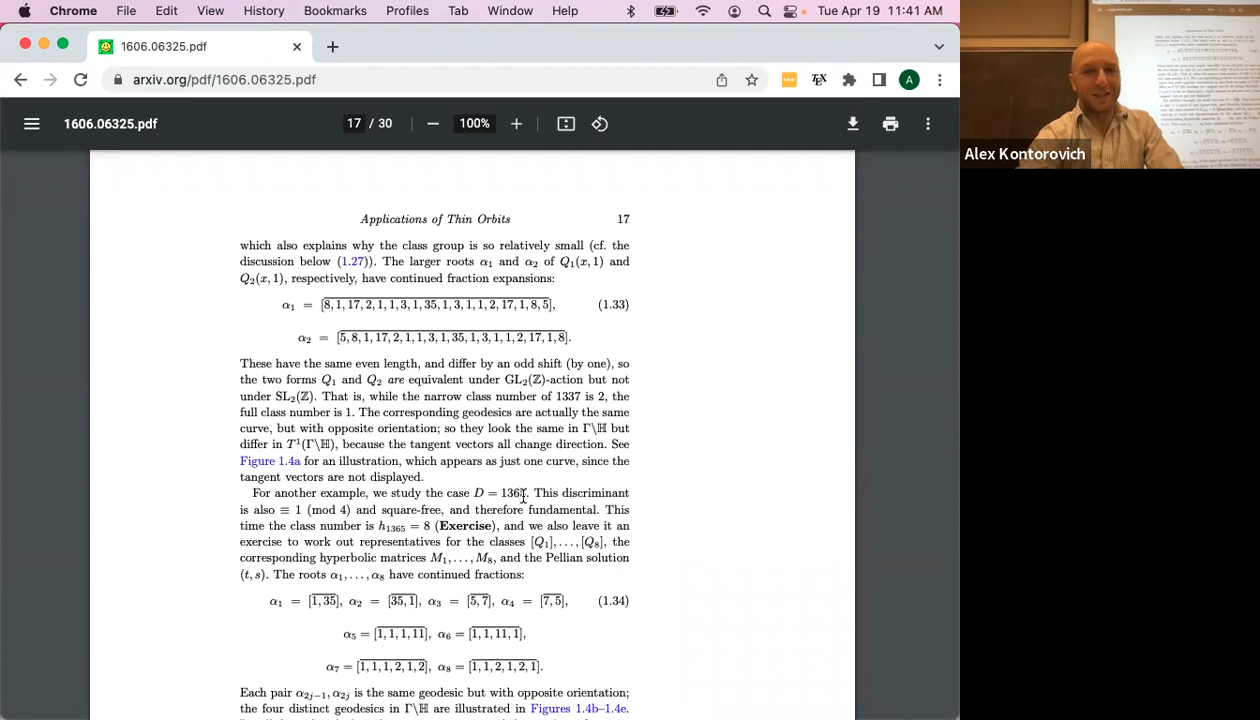 Chrome File Edit View History Bookmarks Profiles Tab Window Help Tue Apr 19 11:41 AM
1606.06325.pdf
arxiv.org/pdf/1606.06325.pdf A
1606.06325.pdf 17 / 30 100%
Alex Kontorovich
Applications of Thin Orbits 17
which also explains why the class group is so relatively small (cf. the
discussion below (1.27)). The larger roots α₁ and α₂ of Q₁(x, 1) and
Q₂(x, 1), respectively, have continued fraction expansions:
α₁ = [8, 1, 17, 2, 1, 1, 3, 1, 35, 1, 3, 1, 1, 2, 17, 1, 8, 5], (1.33)
α₂ = [5, 8, 1, 17, 2, 1, 1, 3, 1, 35, 1, 3, 1, 1, 2, 17, 1, 8].
These have the same even length, and differ by an odd shift (by one), so
the two forms Q₁ and Q₂ are equivalent under GL₂(ℤ)-action but not
under SL₂(ℤ). That is, while the narrow class number of 1337 is 2, the
full class number is 1. The corresponding geodesics are actually the same
curve, but with opposite orientation; so they look the same in Γ\ℍ but
differ in T¹(Γ\ℍ), because the tangent vectors all change direction. See
Figure 1.4a for an illustration, which appears as just one curve, since the
tangent vectors are not displayed.
For another example, we study the case D = 1365. This discriminant
is also ≡ 1 (mod 4) and square-free, and therefore fundamental. This
time the class number is h₁₃₆₅ = 8 (Exercise), and we also leave it an
exercise to work out representatives for the classes [Q₁], . . . , [Q₈], the
corresponding hyperbolic matrices M₁, . . . , M₈, and the Pellian solution
(t, s). The roots α₁, . . . , α₈ have continued fractions:
α₁ = [1, 35], α₂ = [35, 1], α₃ = [5, 7], α₄ = [7, 5], (1.34)
α₅ = [1, 1, 1, 11], α₆ = [1, 1, 11, 1],
α₇ = [1, 1, 1, 2, 1, 2], α₈ = [1, 1, 2, 1, 2, 1].
Each pair α₂ⱼ₋₁, α₂ⱼ is the same geodesic but with opposite orientation;
the four distinct geodesics in Γ\ℍ are illustrated in Figures 1.4b–1.4e.